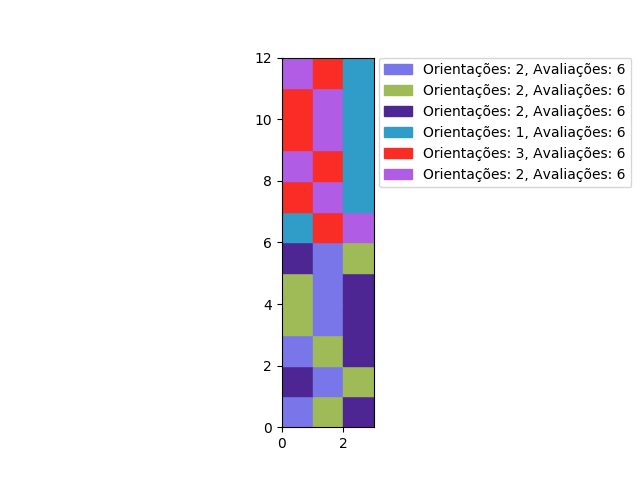 12
10
8
6
4
2
0
0 2
Orientações: 2, Avaliações: 6
Orientações: 2, Avaliações: 6
Orientações: 2, Avaliações: 6
Orientações: 1, Avaliações: 6
Orientações: 3, Avaliações: 6
Orientações: 2, Avaliações: 6